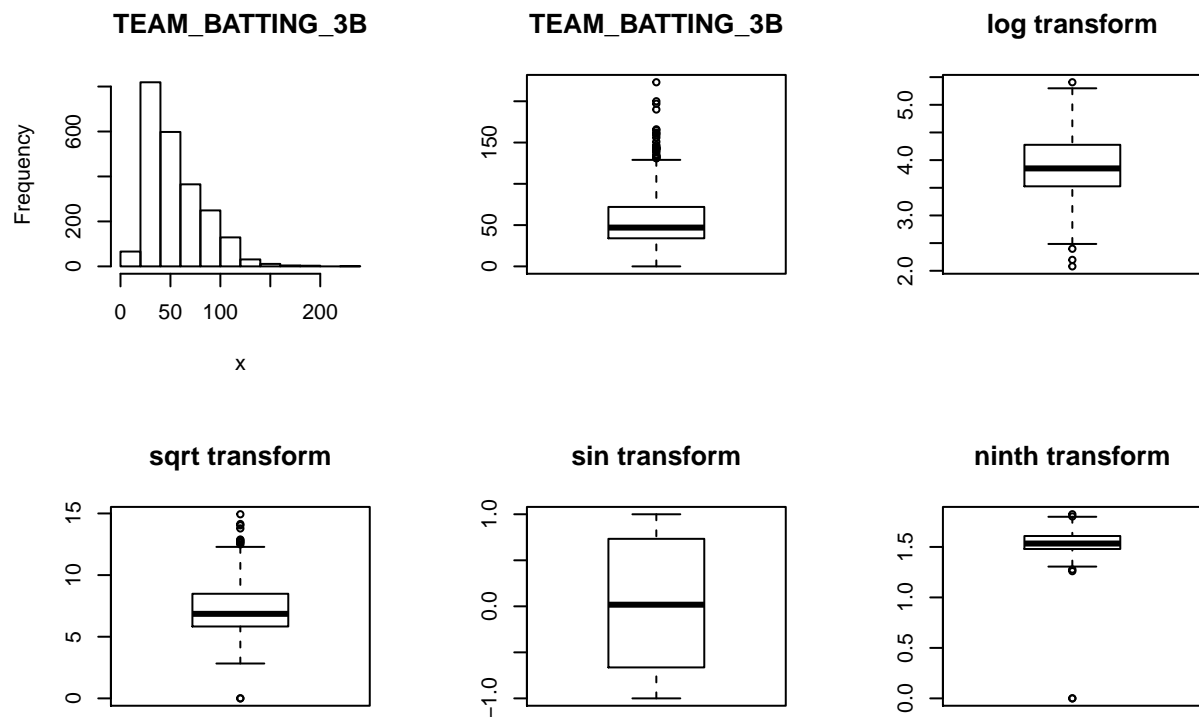 TEAM_BATTING_3B
Frequency
0 200 600
0 50 100 200
x
TEAM_BATTING_3B
0 50 150
log transform
2.0 3.0 4.0 5.0
sqrt transform
0 5 10 15
sin transform
−1.0 0.0 1.0
ninth transform
0.0 0.5 1.0 1.5